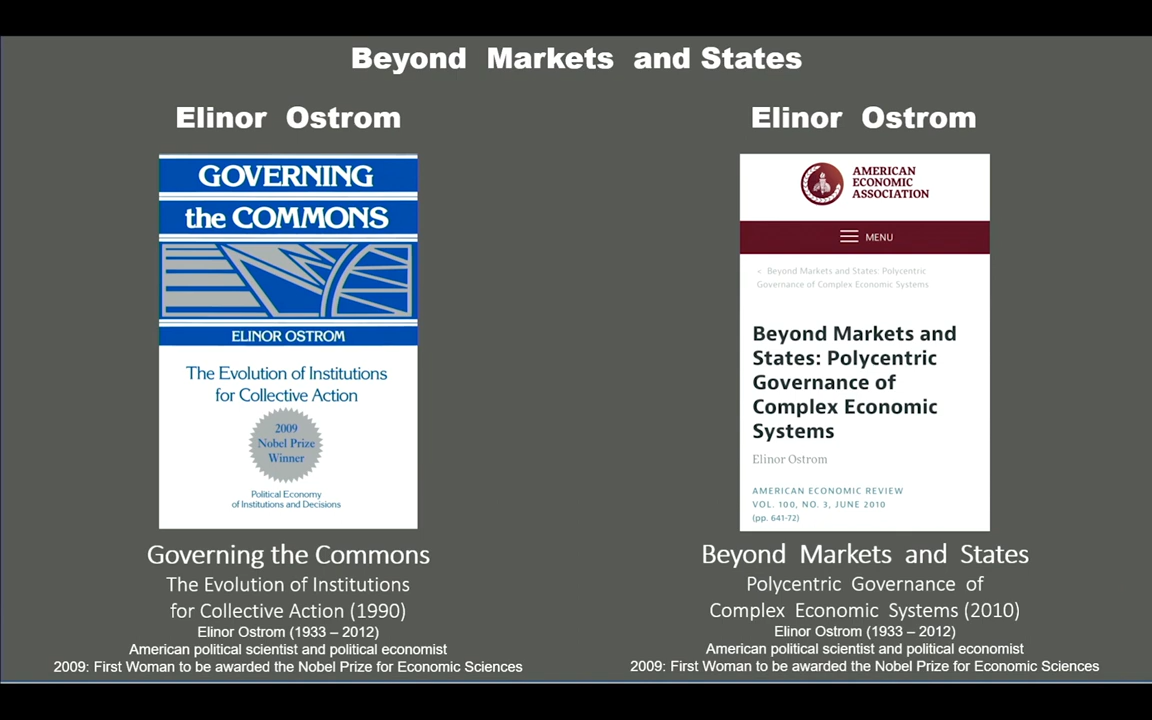 Beyond Markets and States
Elinor Ostrom
GOVERNING
the COMMONS
ELINOR OSTROM
The Evolution of Institutions
for Collective Action
2009
Nobel Prize
Winner
Political Economy
of Institutions and Decisions
Governing the Commons
The Evolution of Institutions
for Collective Action (1990)
Elinor Ostrom (1933 – 2012)
American political scientist and political economist
2009: First Woman to be awarded the Nobel Prize for Economic Sciences
Elinor Ostrom
AMERICAN
ECONOMIC
ASSOCIATION
MENU
< Beyond Markets and States: Polycentric
Governance of Complex Economic Systems
Beyond Markets and
States: Polycentric
Governance of
Complex Economic
Systems
Elinor Ostrom
AMERICAN ECONOMIC REVIEW
VOL. 100, NO. 3, JUNE 2010
(pp. 641-72)
Beyond Markets and States
Polycentric Governance of
Complex Economic Systems (2010)
Elinor Ostrom (1933 – 2012)
American political scientist and political economist
2009: First Woman to be awarded the Nobel Prize for Economic Sciences